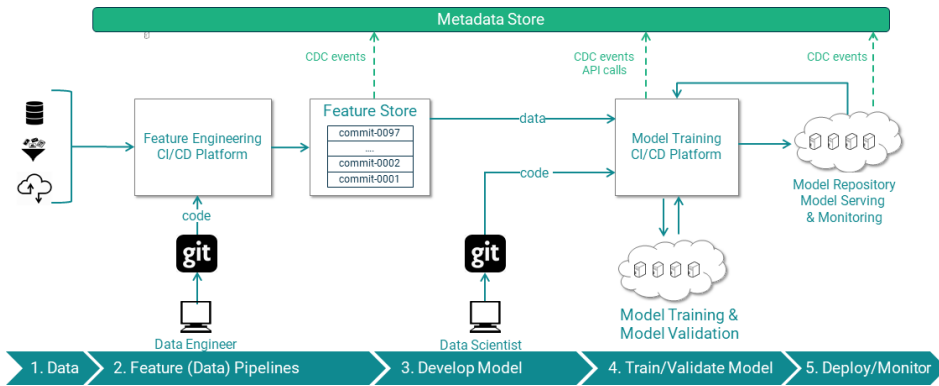 Metadata Store
CDC events
CDC events
API calls
CDC events
Feature Engineering
CI/CD Platform
Feature Store
commit-0097
....
commit-0002
commit-0001
data
code
Model Training
CI/CD Platform
Model Repository
Model Serving
& Monitoring
code
git
git
Data Engineer
Data Scientist
Model Training &
Model Validation
1. Data
2. Feature (Data) Pipelines
3. Develop Model
4. Train/Validate Model
5. Deploy/Monitor